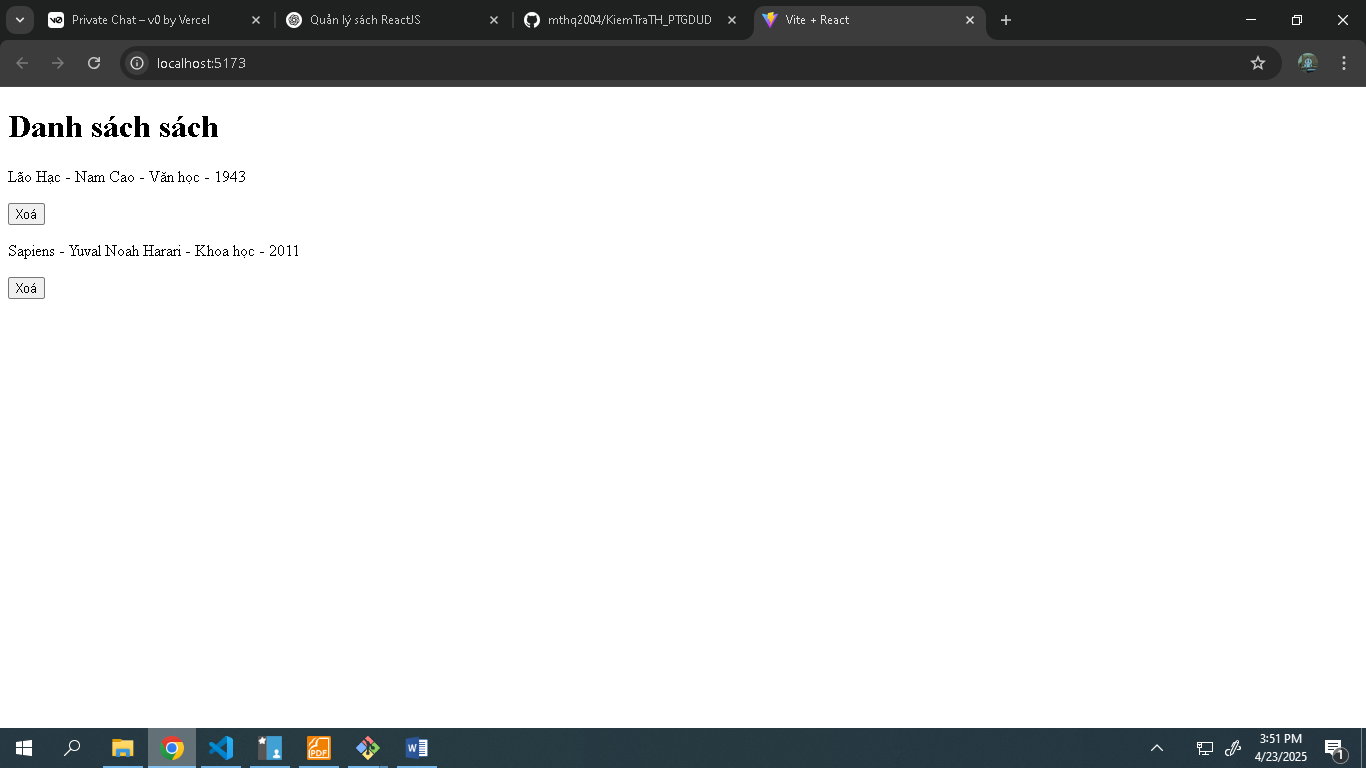 Private Chat – v0 by Vercel
Quản lý sách ReactJS
mthq2004/KiemTraTH_PTGDUD
Vite + React
localhost:5173
Danh sách sách
Lão Hạc - Nam Cao - Văn học - 1943
Xoá
Sapiens - Yuval Noah Harari - Khoa học - 2011
Xoá
3:51 PM
4/23/2025
1